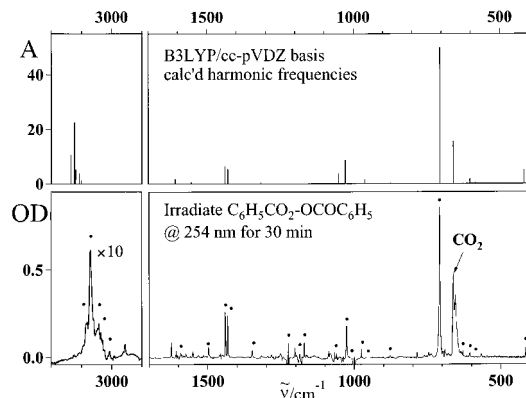 3000 1500 1000 500
A
B3LYP/cc-pVDZ basis
calc'd harmonic frequencies
40
20
0
OD
Irradiate C₆H₅CO₂-OCOC₆H₅
@ 254 nm for 30 min
×10
CO₂
0.5
0.0
3000 1500 1000 500
ṽ/cm⁻¹